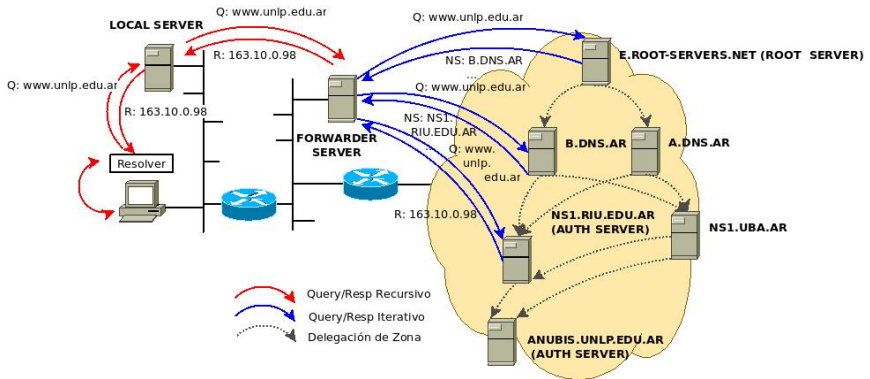 Q: www.unlp.edu.ar
Q: www.unlp.edu.ar
LOCAL SERVER
E.ROOT-SERVERS.NET (ROOT SERVER)
R: 163.10.0.98
NS: B.DNS.AR
...
Q: www.unlp.edu.ar
Q: www.unlp.edu.ar
R: 163.10.0.98
NS: NS1.
RIU.EDU.AR
...
FORWARDER
SERVER
B.DNS.AR
A.DNS.AR
Q: www.
unlp.
edu.ar
Resolver
R: 163.10.0.98
NS1.RIU.EDU.AR
(AUTH SERVER)
NS1.UBA.AR
Query/Resp Recursivo
Query/Resp Iterativo
Delegación de Zona
ANUBIS.UNLP.EDU.AR
(AUTH SERVER)